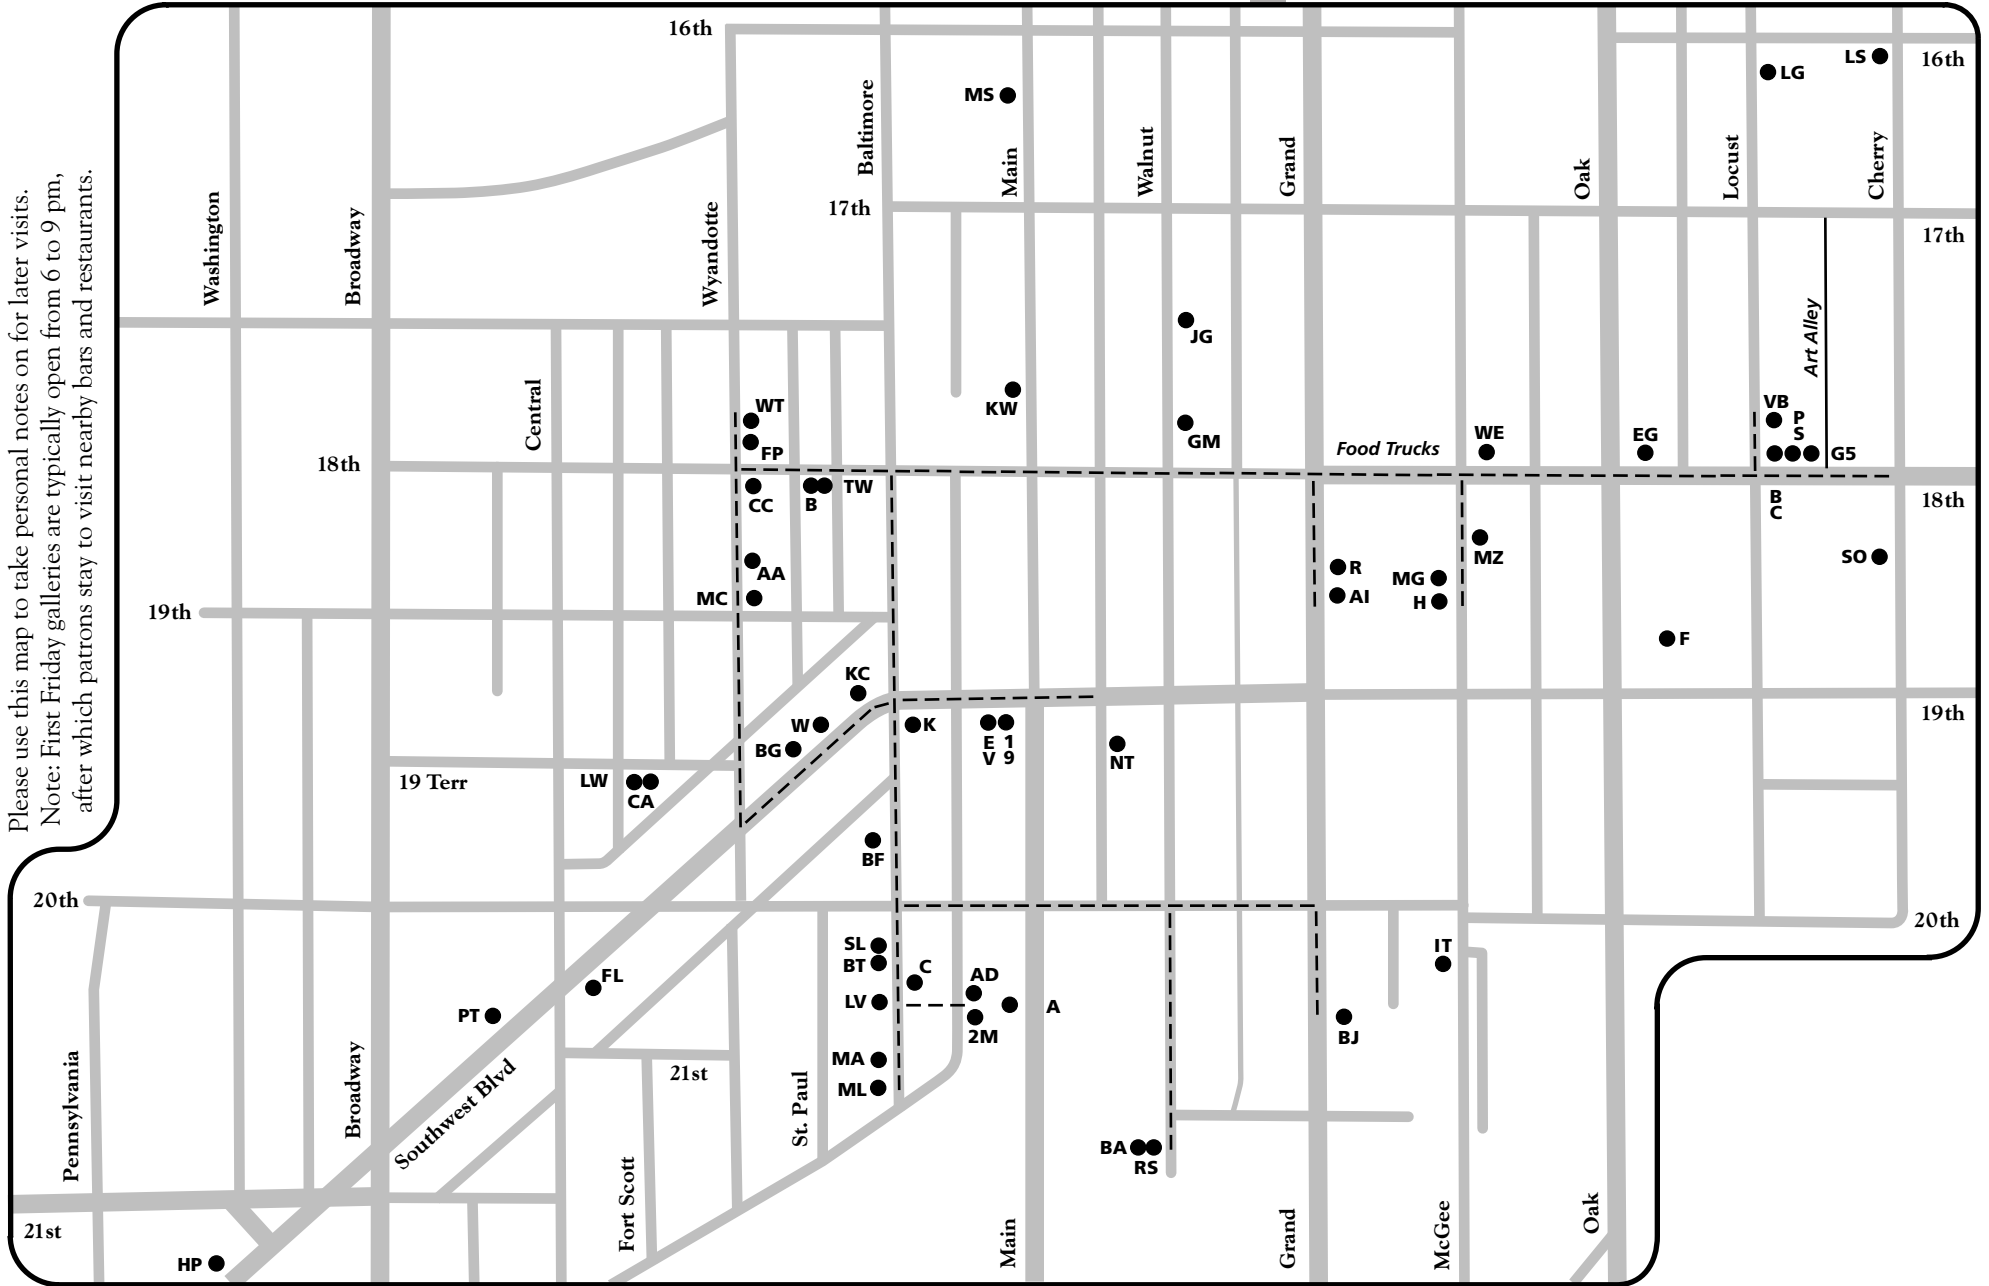 Please use this map to take personal notes on for later visits.
Note: First Friday galleries are typically open from 6 to 9 pm,
after which patrons stay to visit nearby bars and restaurants.
16th
16th
LS
LG
MS
Baltimore
Main
Walnut
Grand
Oak
Locust
Cherry
17th
17th
Washington
Broadway
Wyandotte
Art Alley
JG
Central
KW
WT
FP
GM
Food Trucks
WE
EG
VB
P
S
G5
18th
18th
CC
B
TW
B
C
AA
MC
R
AI
MG
H
MZ
SO
19th
F
KC
W
BG
K
E
V
1
9
NT
19th
19 Terr
LW
CA
BF
20th
20th
SL
BT
LV
C
AD
A
2M
IT
BJ
FL
PT
MA
ML
21st
Pennsylvania
Broadway
Southwest Blvd
Fort Scott
St. Paul
BA
RS
Main
Grand
McGee
Oak
21st
HP